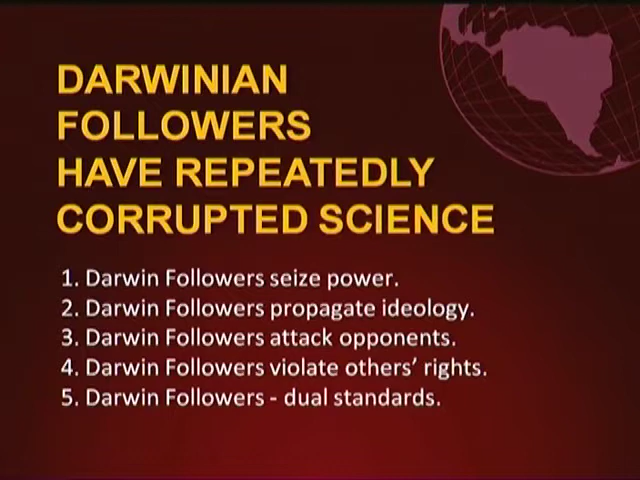 DARWINIAN
FOLLOWERS
HAVE REPEATEDLY
CORRUPTED SCIENCE
1. Darwin Followers seize power.
2. Darwin Followers propagate ideology.
3. Darwin Followers attack opponents.
4. Darwin Followers violate others’ rights.
5. Darwin Followers - dual standards.